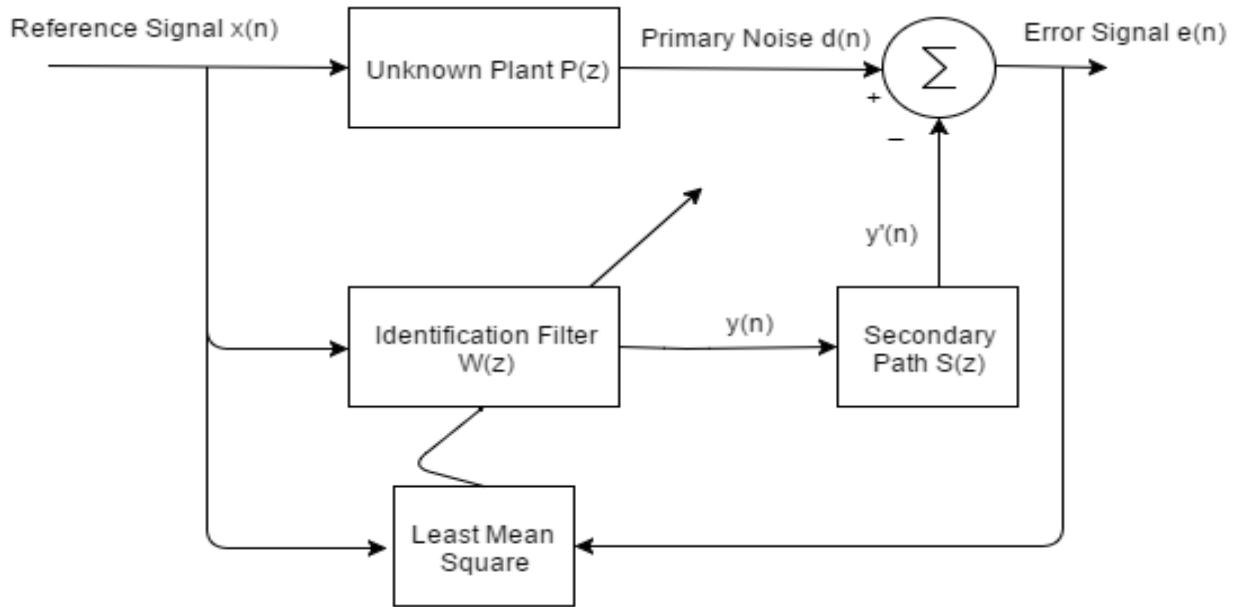 Reference Signal x(n)
Unknown Plant P(z)
Primary Noise d(n)
∑
Error Signal e(n)
+
−
y'(n)
Identification Filter
W(z)
y(n)
Secondary
Path S(z)
Least Mean
Square